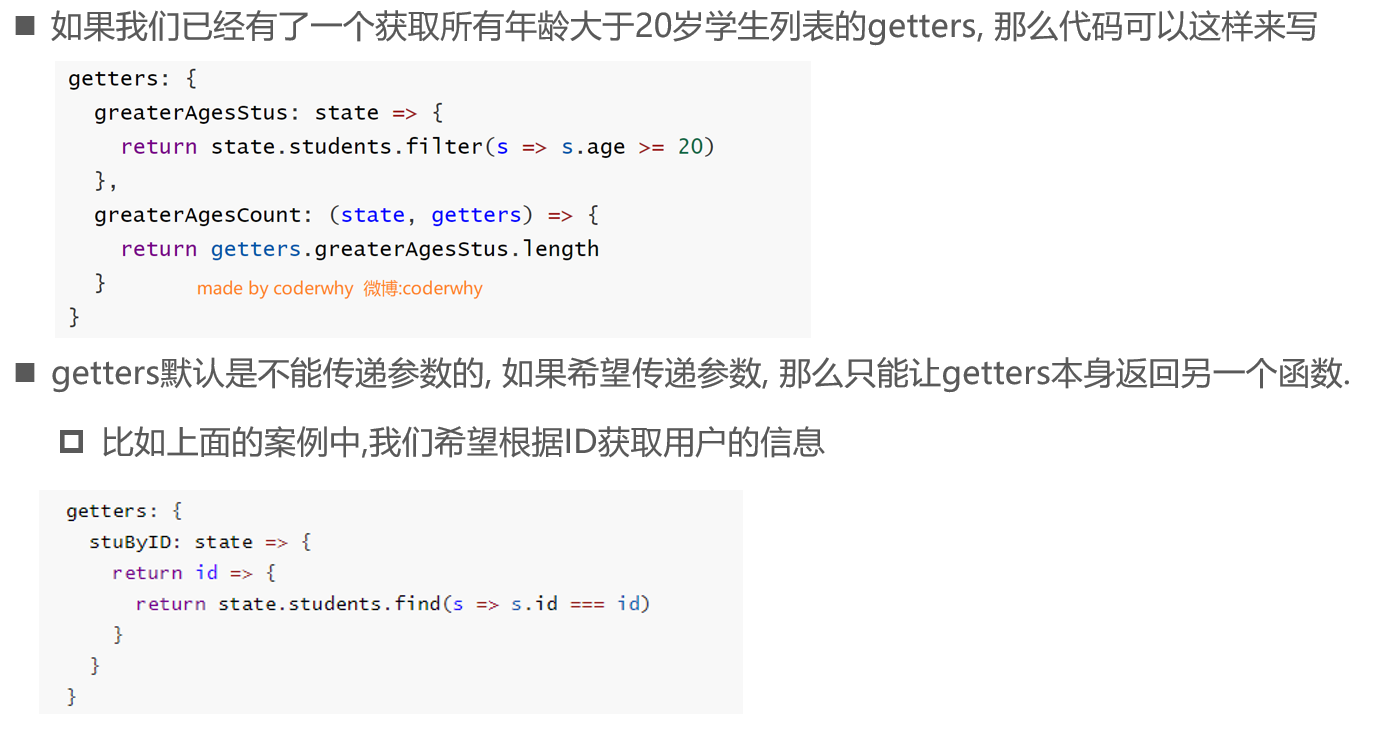 如果我们已经有了一个获取所有年龄大于20岁学生列表的getters, 那么代码可以这样来写
getters: {
  greaterAgesStus: state => {
    return state.students.filter(s => s.age >= 20)
  },
  greaterAgesCount: (state, getters) => {
    return getters.greaterAgesStus.length
  }
made by coderwhy 微博:coderwhy
}
getters默认是不能传递参数的, 如果希望传递参数, 那么只能让getters本身返回另一个函数.
比如上面的案例中,我们希望根据ID获取用户的信息
getters: {
  stuByID: state => {
    return id => {
      return state.students.find(s => s.id === id)
    }
  }
}